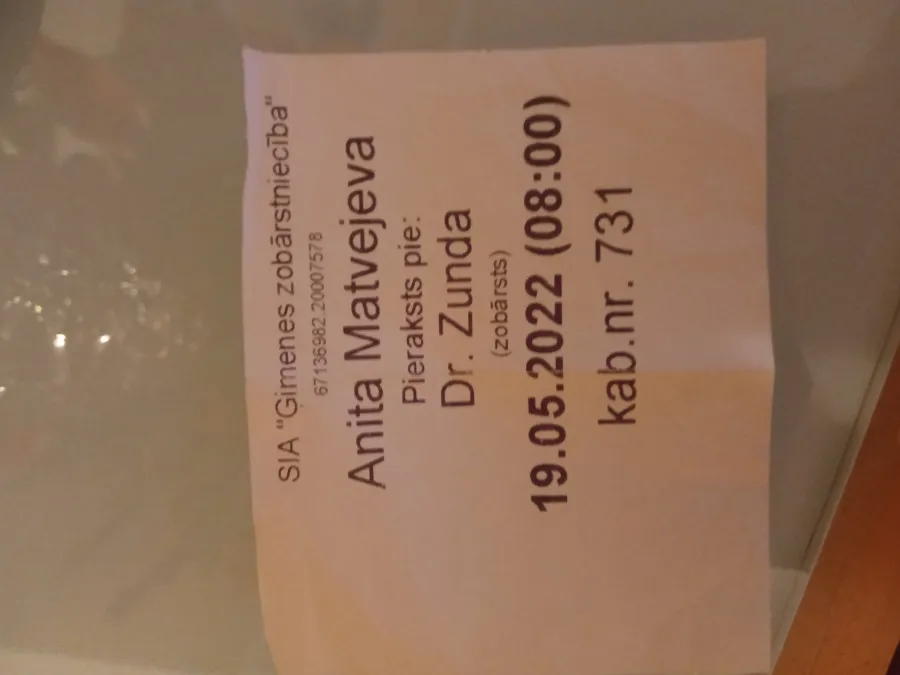 SIA "Ģimenes zobārstniecība"
67136982.20007578
Anita Matvejeva
Pieraksts pie:
Dr. Zunda
(zobārsts)
19.05.2022 (08:00)
kab.nr. 731